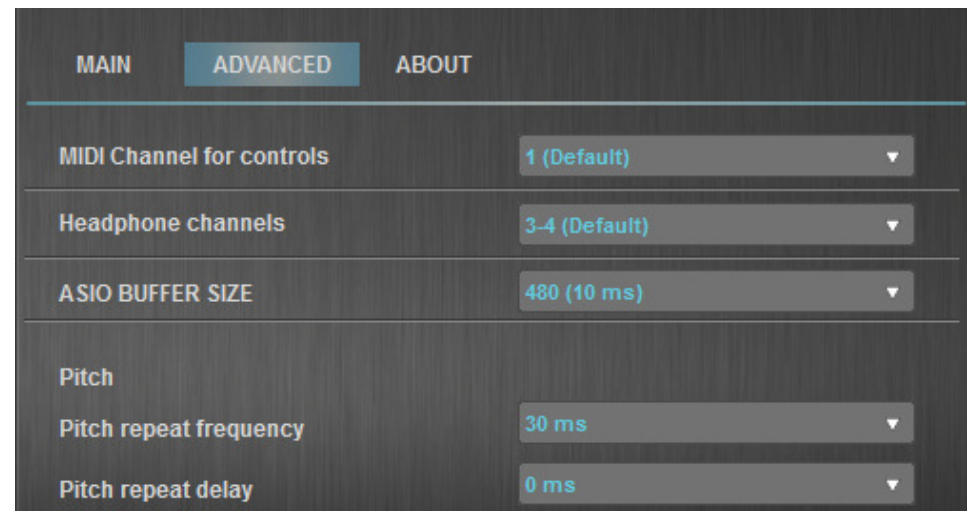 MAIN ADVANCED ABOUT
MIDI Channel for controls 1 (Default)
Headphone channels 3-4 (Default)
ASIO BUFFER SIZE 480 (10 ms)
Pitch
Pitch repeat frequency 30 ms
Pitch repeat delay 0 ms